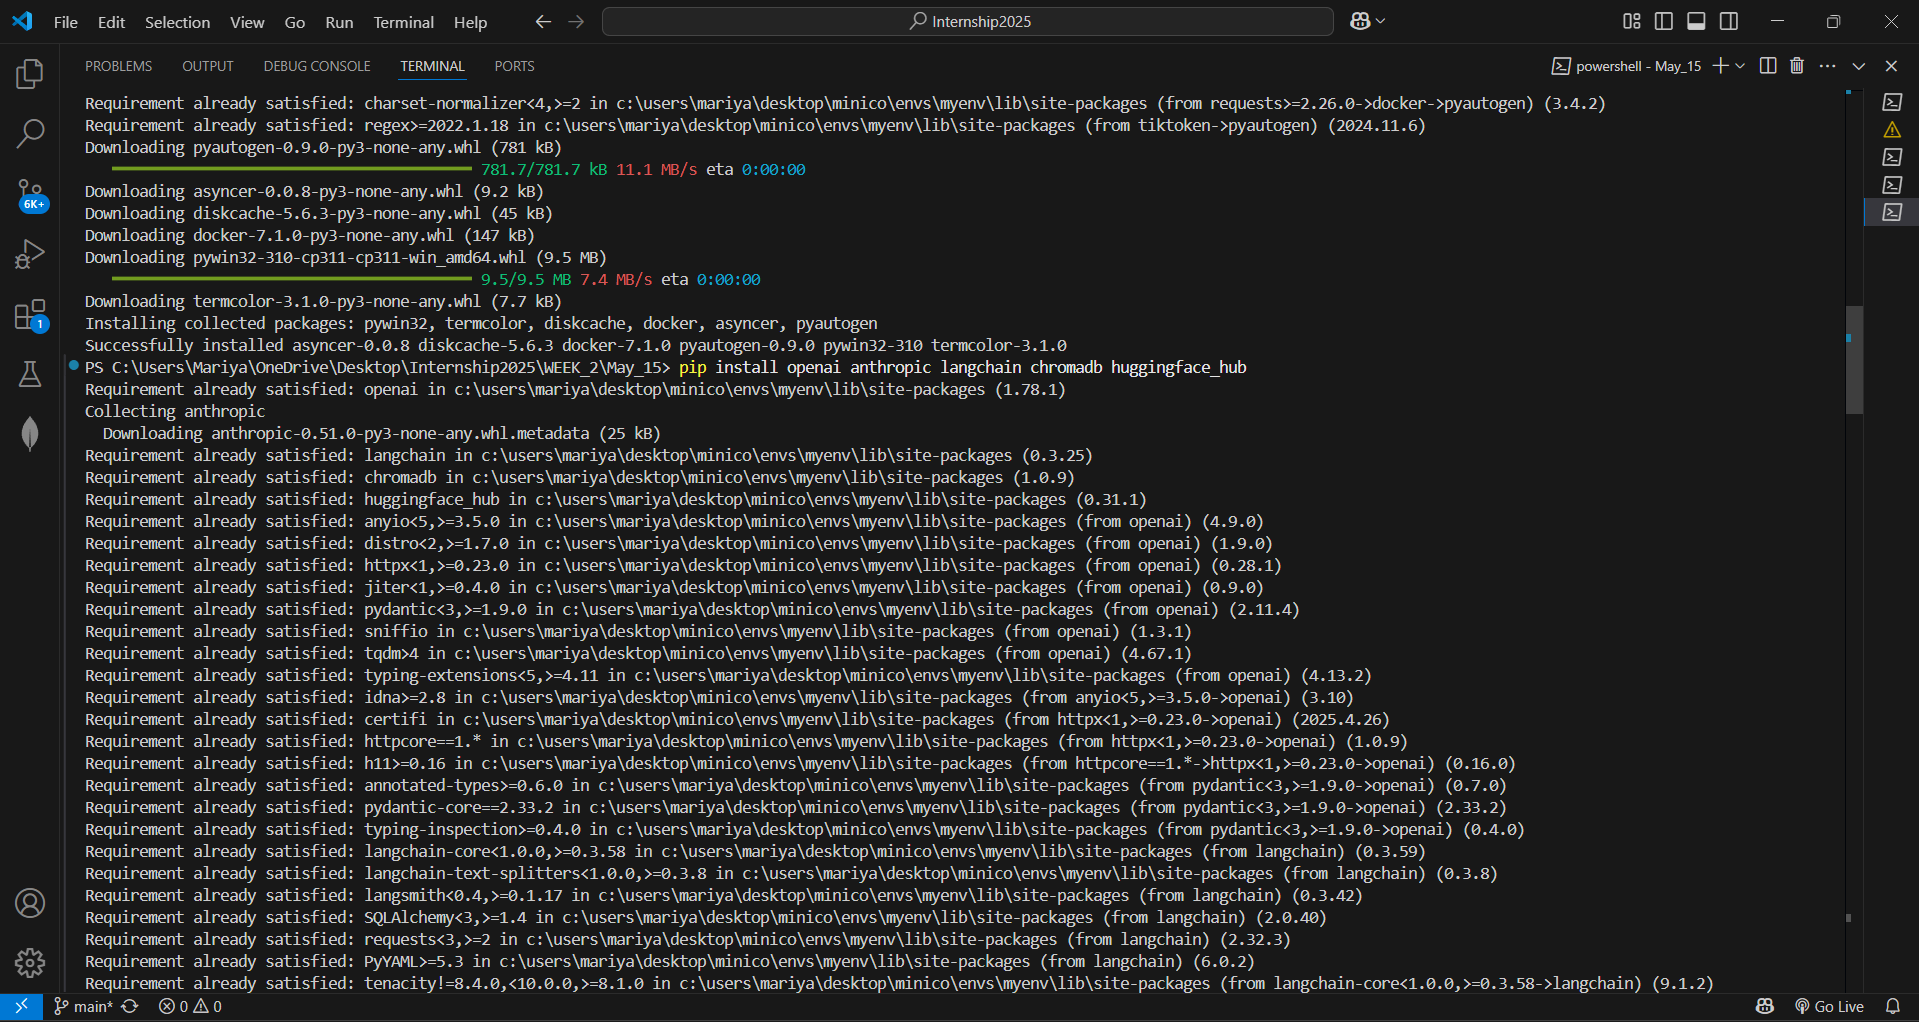 File Edit Selection View Go Run Terminal Help Internship2025
PROBLEMS OUTPUT DEBUG CONSOLE TERMINAL PORTS powershell - May_15
Requirement already satisfied: charset-normalizer<4,>=2 in c:\users\mariya\desktop\minico\envs\myenv\lib\site-packages (from requests>=2.26.0->docker->pyautogen) (3.4.2)
Requirement already satisfied: regex>=2022.1.18 in c:\users\mariya\desktop\minico\envs\myenv\lib\site-packages (from tiktoken->pyautogen) (2024.11.6)
Downloading pyautogen-0.9.0-py3-none-any.whl (781 kB)
781.7/781.7 kB 11.1 MB/s eta 0:00:00
Downloading asyncer-0.0.8-py3-none-any.whl (9.2 kB)
Downloading diskcache-5.6.3-py3-none-any.whl (45 kB)
Downloading docker-7.1.0-py3-none-any.whl (147 kB)
Downloading pywin32-310-cp311-cp311-win_amd64.whl (9.5 MB)
9.5/9.5 MB 7.4 MB/s eta 0:00:00
Downloading termcolor-3.1.0-py3-none-any.whl (7.7 kB)
Installing collected packages: pywin32, termcolor, diskcache, docker, asyncer, pyautogen
Successfully installed asyncer-0.0.8 diskcache-5.6.3 docker-7.1.0 pyautogen-0.9.0 pywin32-310 termcolor-3.1.0
PS C:\Users\Mariya\OneDrive\Desktop\Internship2025\WEEK_2\May_15> pip install openai anthropic langchain chromadb huggingface_hub
Requirement already satisfied: openai in c:\users\mariya\desktop\minico\envs\myenv\lib\site-packages (1.78.1)
Collecting anthropic
Downloading anthropic-0.51.0-py3-none-any.whl.metadata (25 kB)
Requirement already satisfied: langchain in c:\users\mariya\desktop\minico\envs\myenv\lib\site-packages (0.3.25)
Requirement already satisfied: chromadb in c:\users\mariya\desktop\minico\envs\myenv\lib\site-packages (1.0.9)
Requirement already satisfied: huggingface_hub in c:\users\mariya\desktop\minico\envs\myenv\lib\site-packages (0.31.1)
Requirement already satisfied: anyio<5,>=3.5.0 in c:\users\mariya\desktop\minico\envs\myenv\lib\site-packages (from openai) (4.9.0)
Requirement already satisfied: distro<2,>=1.7.0 in c:\users\mariya\desktop\minico\envs\myenv\lib\site-packages (from openai) (1.9.0)
Requirement already satisfied: httpx<1,>=0.23.0 in c:\users\mariya\desktop\minico\envs\myenv\lib\site-packages (from openai) (0.28.1)
Requirement already satisfied: jiter<1,>=0.4.0 in c:\users\mariya\desktop\minico\envs\myenv\lib\site-packages (from openai) (0.9.0)
Requirement already satisfied: pydantic<3,>=1.9.0 in c:\users\mariya\desktop\minico\envs\myenv\lib\site-packages (from openai) (2.11.4)
Requirement already satisfied: sniffio in c:\users\mariya\desktop\minico\envs\myenv\lib\site-packages (from openai) (1.3.1)
Requirement already satisfied: tqdm>4 in c:\users\mariya\desktop\minico\envs\myenv\lib\site-packages (from openai) (4.67.1)
Requirement already satisfied: typing-extensions<5,>=4.11 in c:\users\mariya\desktop\minico\envs\myenv\lib\site-packages (from openai) (4.13.2)
Requirement already satisfied: idna>=2.8 in c:\users\mariya\desktop\minico\envs\myenv\lib\site-packages (from anyio<5,>=3.5.0->openai) (3.10)
Requirement already satisfied: certifi in c:\users\mariya\desktop\minico\envs\myenv\lib\site-packages (from httpx<1,>=0.23.0->openai) (2025.4.26)
Requirement already satisfied: httpcore==1.* in c:\users\mariya\desktop\minico\envs\myenv\lib\site-packages (from httpx<1,>=0.23.0->openai) (1.0.9)
Requirement already satisfied: h11>=0.16 in c:\users\mariya\desktop\minico\envs\myenv\lib\site-packages (from httpcore==1.*->httpx<1,>=0.23.0->openai) (0.16.0)
Requirement already satisfied: annotated-types>=0.6.0 in c:\users\mariya\desktop\minico\envs\myenv\lib\site-packages (from pydantic<3,>=1.9.0->openai) (0.7.0)
Requirement already satisfied: pydantic-core==2.33.2 in c:\users\mariya\desktop\minico\envs\myenv\lib\site-packages (from pydantic<3,>=1.9.0->openai) (2.33.2)
Requirement already satisfied: typing-inspection>=0.4.0 in c:\users\mariya\desktop\minico\envs\myenv\lib\site-packages (from pydantic<3,>=1.9.0->openai) (0.4.0)
Requirement already satisfied: langchain-core<1.0.0,>=0.3.58 in c:\users\mariya\desktop\minico\envs\myenv\lib\site-packages (from langchain) (0.3.59)
Requirement already satisfied: langchain-text-splitters<1.0.0,>=0.3.8 in c:\users\mariya\desktop\minico\envs\myenv\lib\site-packages (from langchain) (0.3.8)
Requirement already satisfied: langsmith<0.4,>=0.1.17 in c:\users\mariya\desktop\minico\envs\myenv\lib\site-packages (from langchain) (0.3.42)
Requirement already satisfied: SQLAlchemy<3,>=1.4 in c:\users\mariya\desktop\minico\envs\myenv\lib\site-packages (from langchain) (2.0.40)
Requirement already satisfied: requests<3,>=2 in c:\users\mariya\desktop\minico\envs\myenv\lib\site-packages (from langchain) (2.32.3)
Requirement already satisfied: PyYAML>=5.3 in c:\users\mariya\desktop\minico\envs\myenv\lib\site-packages (from langchain) (6.0.2)
Requirement already satisfied: tenacity!=8.4.0,<10.0.0,>=8.1.0 in c:\users\mariya\desktop\minico\envs\myenv\lib\site-packages (from langchain-core<1.0.0,>=0.3.58->langchain) (9.1.2)
6K+
1
main* 0 0 Go Live